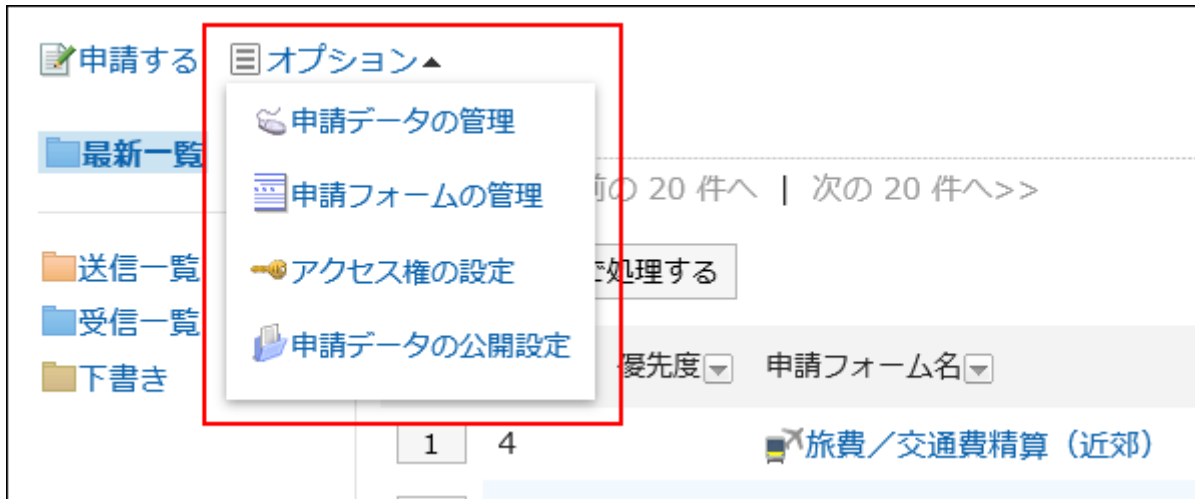 申請する オプション▲
申請データの管理
申請フォームの管理
アクセス権の設定
申請データの公開設定
最新一覧
送信一覧
受信一覧
下書き
前の 20 件へ | 次の 20 件へ>>
で処理する
優先度 申請フォーム名
1 4 旅費／交通費精算（近郊）